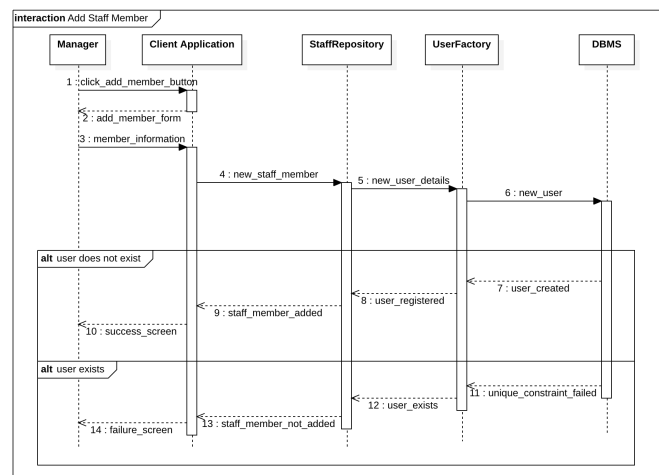 interaction Add Staff Member
Manager
Client Application
StaffRepository
UserFactory
DBMS
1 : click_add_member_button
2 : add_member_form
3 : member_information
4 : new_staff_member
5 : new_user_details
6 : new_user
alt user does not exist
7 : user_created
8 : user_registered
9 : staff_member_added
10 : success_screen
alt user exists
11 : unique_constraint_failed
12 : user_exists
13 : staff_member_not_added
14 : failure_screen